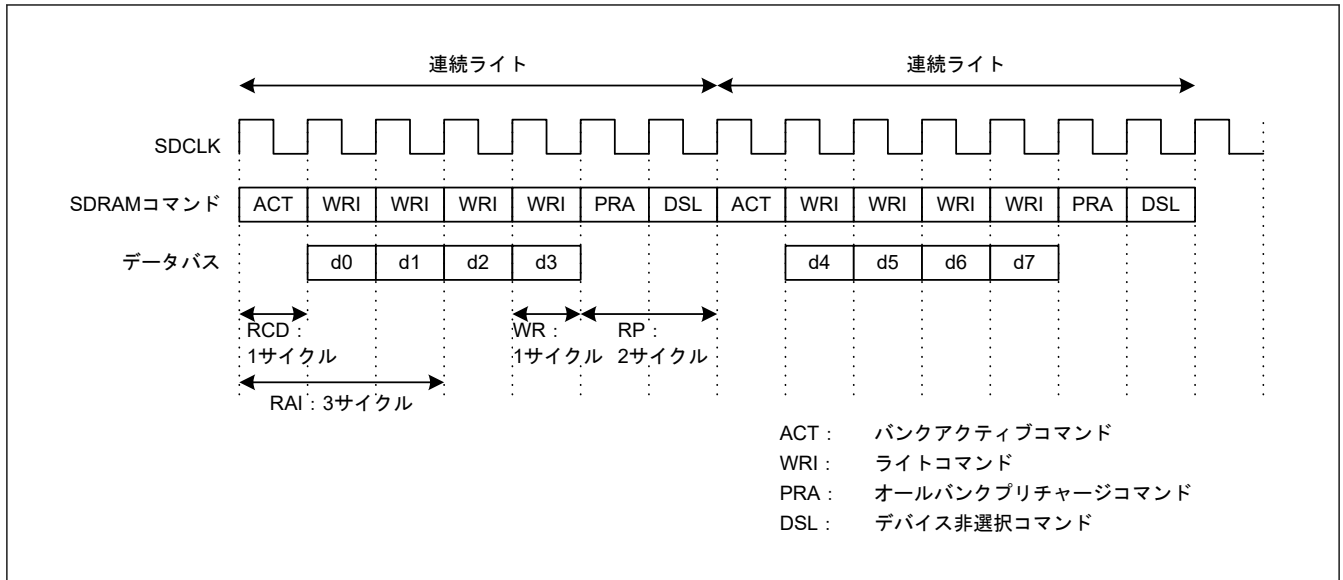 連続ライト 連続ライト
SDCLK
SDRAMコマンド ACT WRI WRI WRI WRI PRA DSL ACT WRI WRI WRI WRI PRA DSL
データバス d0 d1 d2 d3 d4 d5 d6 d7
RCD：
1サイクル
WR：
1サイクル
RP：
2サイクル
RAI：3サイクル
ACT： バンクアクティブコマンド
WRI： ライトコマンド
PRA： オールバンクプリチャージコマンド
DSL： デバイス非選択コマンド